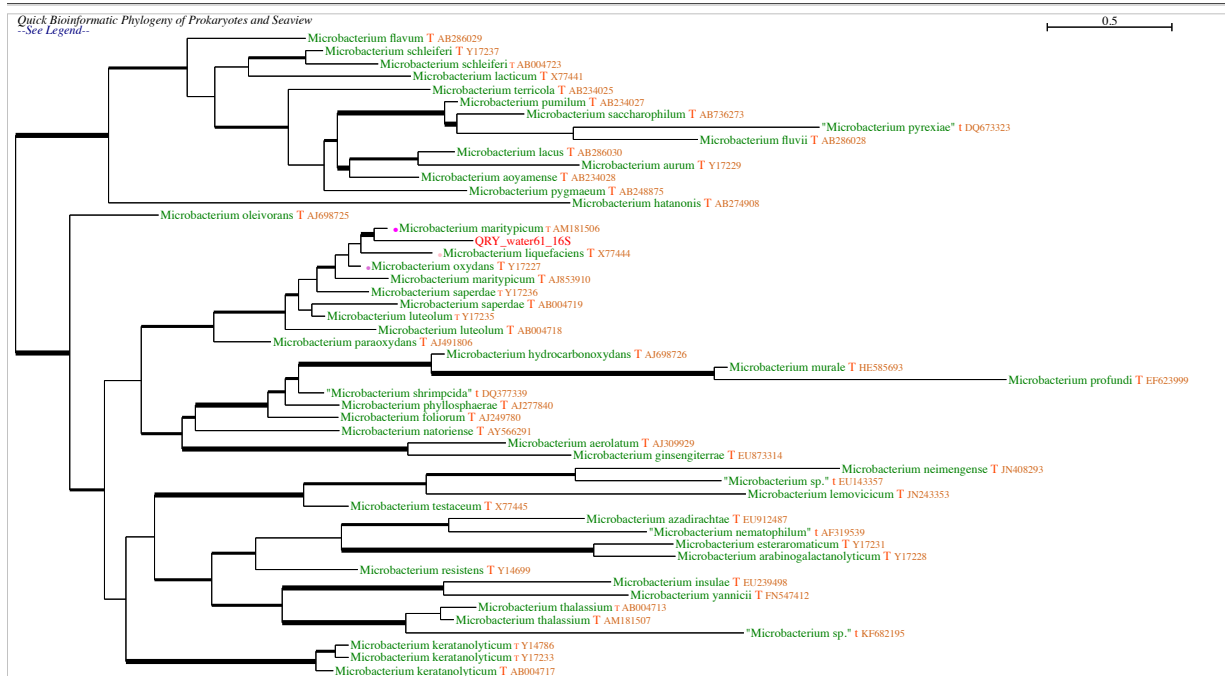 Quick Bioinformatic Phylogeny of Prokaryotes and Seaview
--See Legend--
0.5
Microbacterium flavum T AB286029
Microbacterium schleiferi T Y17237
Microbacterium schleiferi T AB004723
Microbacterium lacticum T X77441
Microbacterium terricola T AB234025
Microbacterium pumilum T AB234027
Microbacterium saccharophilum T AB736273
"Microbacterium pyrexiae" t DQ673323
Microbacterium fluvii T AB286028
Microbacterium lacus T AB286030
Microbacterium aurum T Y17229
Microbacterium aoyamense T AB234028
Microbacterium pygmaeum T AB248875
Microbacterium hatanonis T AB274908
Microbacterium oleivorans T AJ698725
Microbacterium maritypicum T AM181506
QRY_water61_16S
Microbacterium liquefaciens T X77444
Microbacterium oxydans T Y17227
Microbacterium maritypicum T AJ853910
Microbacterium saperdae T Y17236
Microbacterium saperdae T AB004719
Microbacterium luteolum T Y17235
Microbacterium luteolum T AB004718
Microbacterium paraoxydans T AJ491806
Microbacterium hydrocarbonoxydans T AJ698726
Microbacterium murale T HE585693
Microbacterium profundi T EF623999
"Microbacterium shrimpcida" t DQ377339
Microbacterium phyllosphaerae T AJ277840
Microbacterium foliorum T AJ249780
Microbacterium natoriense T AY566291
Microbacterium aerolatum T AJ309929
Microbacterium ginsengiterrae T EU873314
Microbacterium neimengense T JN408293
"Microbacterium sp." t EU143357
Microbacterium lemovicicum T JN243353
Microbacterium testaceum T X77445
Microbacterium azadirachtae T EU912487
"Microbacterium nematophilum" t AF319539
Microbacterium esteraromaticum T Y17231
Microbacterium arabinogalactanolyticum T Y17228
Microbacterium resistens T Y14699
Microbacterium insulae T EU239498
Microbacterium yannicii T FN547412
Microbacterium thalassium T AB004713
Microbacterium thalassium T AM181507
"Microbacterium sp." t KF682195
Microbacterium keratanolyticum T Y14786
Microbacterium keratanolyticum T Y17233
Microbacterium keratanolyticum T AB004717